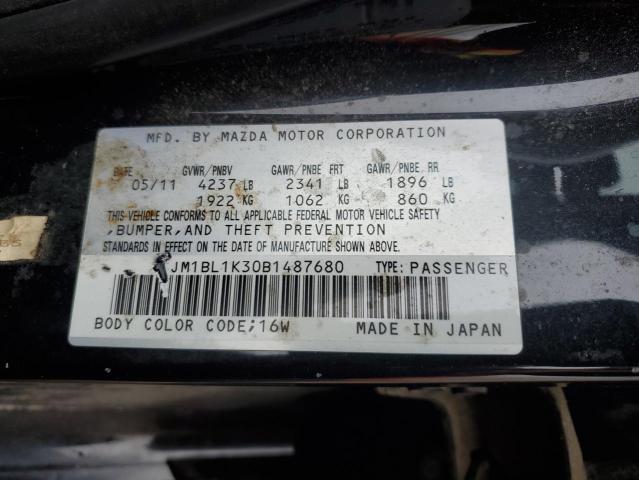 MFD. BY MAZDA MOTOR CORPORATION
DATE GVWR/PNBV GAWR/PNBE FRT GAWR/PNBE RR
05/11 4237 LB 2341 LB 1896 LB
1922 KG 1062 KG 860 KG
THIS VEHICLE CONFORMS TO ALL APPLICABLE FEDERAL MOTOR VEHICLE SAFETY
,BUMPER,AND THEFT PREVENTION
STANDARDS IN EFFECT ON THE DATE OF MANUFACTURE SHOWN ABOVE.
JM1BL1K30B1487680 TYPE: PASSENGER
BODY COLOR CODE;16W MADE IN JAPAN